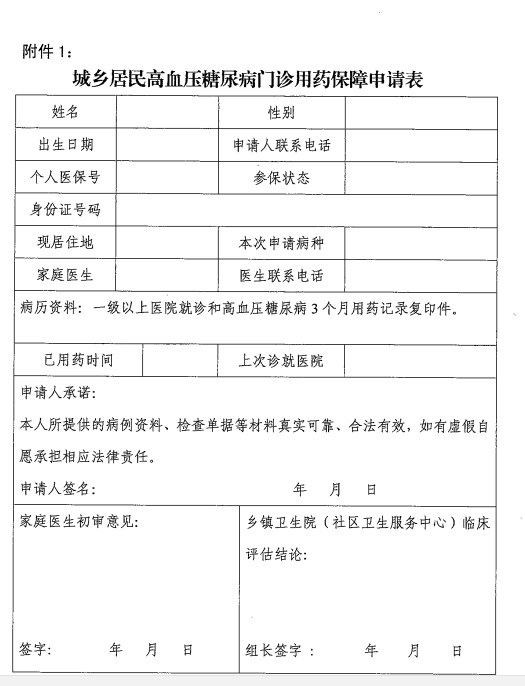 附件 1：
城乡居民高血压糖尿病门诊用药保障申请表
姓名 性别
出生日期 申请人联系电话
个人医保号 参保状态
身份证号码
现居住地 本次申请病种
家庭医生 医生联系电话
病历资料：一级以上医院就诊和高血压糖尿病 3 个月用药记录复印件。
已用药时间 上次诊就医院
申请人承诺：
本人所提供的病例资料、检查单据等材料真实可靠、合法有效，如有虚假自
愿承担相应法律责任。
申请人签名： 年 月 日
家庭医生初审意见：
乡镇卫生院（社区卫生服务中心）临床
评估结论：
签字： 年 月 日
组长签字 ： 年 月 日